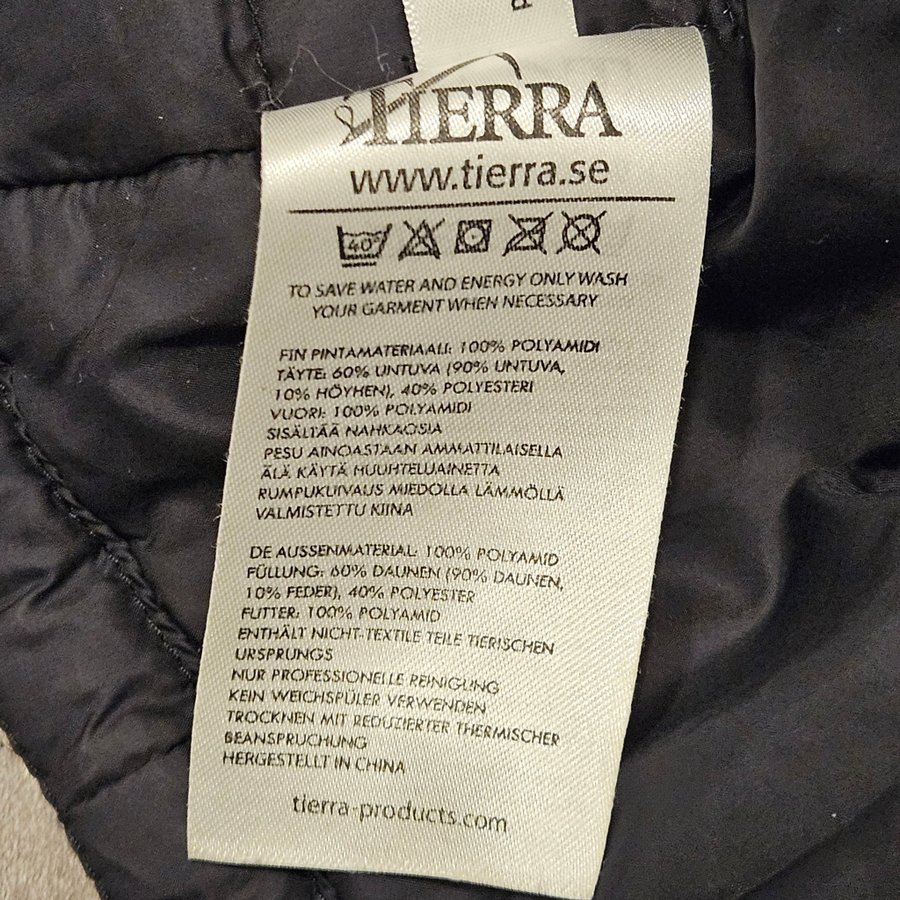 TIERRA
www.tierra.se
40°
TO SAVE WATER AND ENERGY ONLY WASH
YOUR GARMENT WHEN NECESSARY
FIN PINTAMATERIAALI: 100% POLYAMIDI
TÄYTE: 60% UNTUVA (90% UNTUVA,
10% HÖYHEN), 40% POLYESTERI
VUORI: 100% POLYAMIDI
SISÄLTÄÄ NAHKAOSIA
PESU AINOASTAAN AMMATTILAISELLA
ÄLÄ KÄYTÄ HUUHTELUAINETTA
RUMPUKUIVAUS MIEDOLLA LÄMMÖLLÄ
VALMISTETTU KIINA
DE AUSSENMATERIAL: 100% POLYAMID
FÜLLUNG: 60% DAUNEN (90% DAUNEN,
10% FEDER), 40% POLYESTER
FUTTER: 100% POLYAMID
ENTHÄLT NICHT-TEXTILE TEILE TIERISCHEN
URSPRUNGS
NUR PROFESSIONELLE REINIGUNG
KEIN WEICHSPÜLER VERWENDEN
TROCKNEN MIT REDUZIERTER THERMISCHER
BEANSPRUCHUNG
HERGESTELLT IN CHINA
tierra-products.com